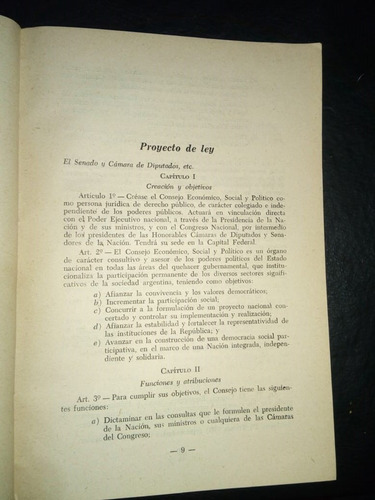 Proyecto de ley
El Senado y Cámara de Diputados, etc.
CAPÍTULO I
Creación y objetivos
Artículo 1º — Créase el Consejo Económico, Social y Político co-
mo persona jurídica de derecho público, de carácter colegiado e inde-
pendiente de los poderes públicos. Actuará en vinculación directa
con el Poder Ejecutivo nacional, a través de la Presidencia de la Na-
ción y de sus ministros, y con el Congreso Nacional, por intermedio
de los presidentes de las Honorables Cámaras de Diputados y Sena-
dores de la Nación. Tendrá su sede en la Capital Federal.
Art. 2º — El Consejo Económico, Social y Político es un órgano
de carácter consultivo y asesor de los poderes políticos del Estado
nacional en todas las áreas del quehacer gubernamental, que insti-
tucionaliza la participación permanente de los diversos sectores signifi-
cativos de la sociedad argentina, teniendo como objetivos:
a) Afianzar la convivencia y los valores democráticos;
b) Incrementar la participación social;
c) Concurrir a la formulación de un proyecto nacional con-
certado y controlar su implementación y realización;
d) Afianzar la estabilidad y fortalecer la representatividad de
las instituciones de la República; y
e) Avanzar en la construcción de una democracia social par-
ticipativa, en el marco de una Nación integrada, indepen-
diente y solidaria.
CAPÍTULO II
Funciones y atribuciones
Art. 3º — Para cumplir sus objetivos, el Consejo tiene las siguien-
tes funciones:
a) Dictaminar en las consultas que le formulen el presidente
de la Nación, sus ministros o cualquiera de las Cámaras
del Congreso;
— 9 —